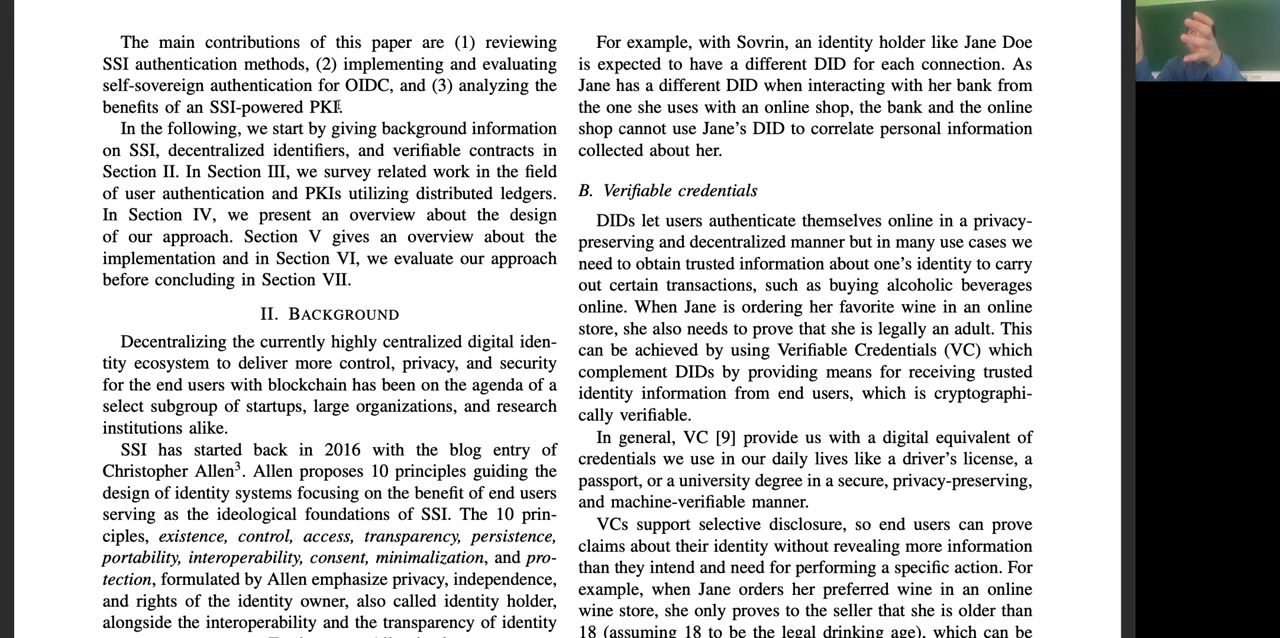 The main contributions of this paper are (1) reviewing
SSI authentication methods, (2) implementing and evaluating
self-sovereign authentication for OIDC, and (3) analyzing the
benefits of an SSI-powered PKI.
In the following, we start by giving background information
on SSI, decentralized identifiers, and verifiable contracts in
Section II. In Section III, we survey related work in the field
of user authentication and PKIs utilizing distributed ledgers.
In Section IV, we present an overview about the design
of our approach. Section V gives an overview about the
implementation and in Section VI, we evaluate our approach
before concluding in Section VII.
II. BACKGROUND
Decentralizing the currently highly centralized digital iden-
tity ecosystem to deliver more control, privacy, and security
for the end users with blockchain has been on the agenda of a
select subgroup of startups, large organizations, and research
institutions alike.
SSI has started back in 2016 with the blog entry of
Christopher Allen³. Allen proposes 10 principles guiding the
design of identity systems focusing on the benefit of end users
serving as the ideological foundations of SSI. The 10 prin-
ciples, existence, control, access, transparency, persistence,
portability, interoperability, consent, minimalization, and pro-
tection, formulated by Allen emphasize privacy, independence,
and rights of the identity owner, also called identity holder,
alongside the interoperability and the transparency of identity
For example, with Sovrin, an identity holder like Jane Doe
is expected to have a different DID for each connection. As
Jane has a different DID when interacting with her bank from
the one she uses with an online shop, the bank and the online
shop cannot use Jane's DID to correlate personal information
collected about her.
B. Verifiable credentials
DIDs let users authenticate themselves online in a privacy-
preserving and decentralized manner but in many use cases we
need to obtain trusted information about one's identity to carry
out certain transactions, such as buying alcoholic beverages
online. When Jane is ordering her favorite wine in an online
store, she also needs to prove that she is legally an adult. This
can be achieved by using Verifiable Credentials (VC) which
complement DIDs by providing means for receiving trusted
identity information from end users, which is cryptographi-
cally verifiable.
In general, VC [9] provide us with a digital equivalent of
credentials we use in our daily lives like a driver's license, a
passport, or a university degree in a secure, privacy-preserving,
and machine-verifiable manner.
VCs support selective disclosure, so end users can prove
claims about their identity without revealing more information
than they intend and need for performing a specific action. For
example, when Jane orders her preferred wine in an online
wine store, she only proves to the seller that she is older than
18 (assuming 18 to be the legal drinking age), which can be